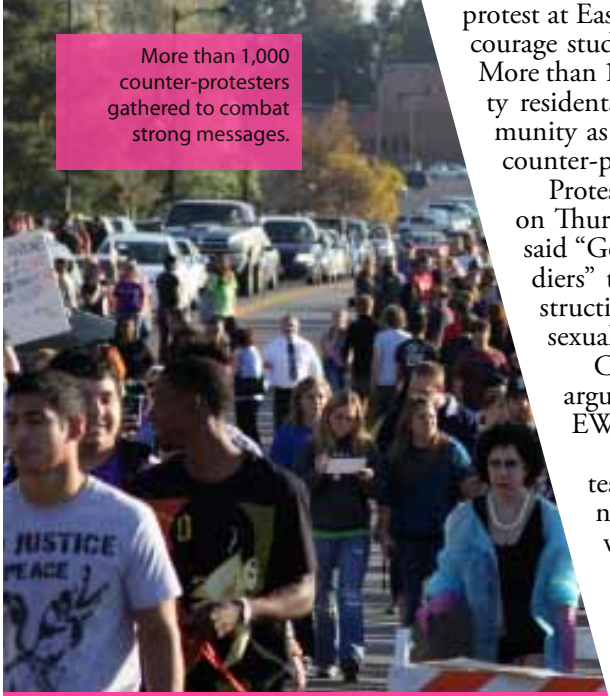 More than 1,000
counter-protesters
gathered to combat
strong messages.
protest at Eas
courage stud
More than 1
ty resident
munity as
counter-p
Protes
on Thur
said “Go
diers” t
structi
sexua
C
argu
EW
tes
n
JUSTICE
PEACE